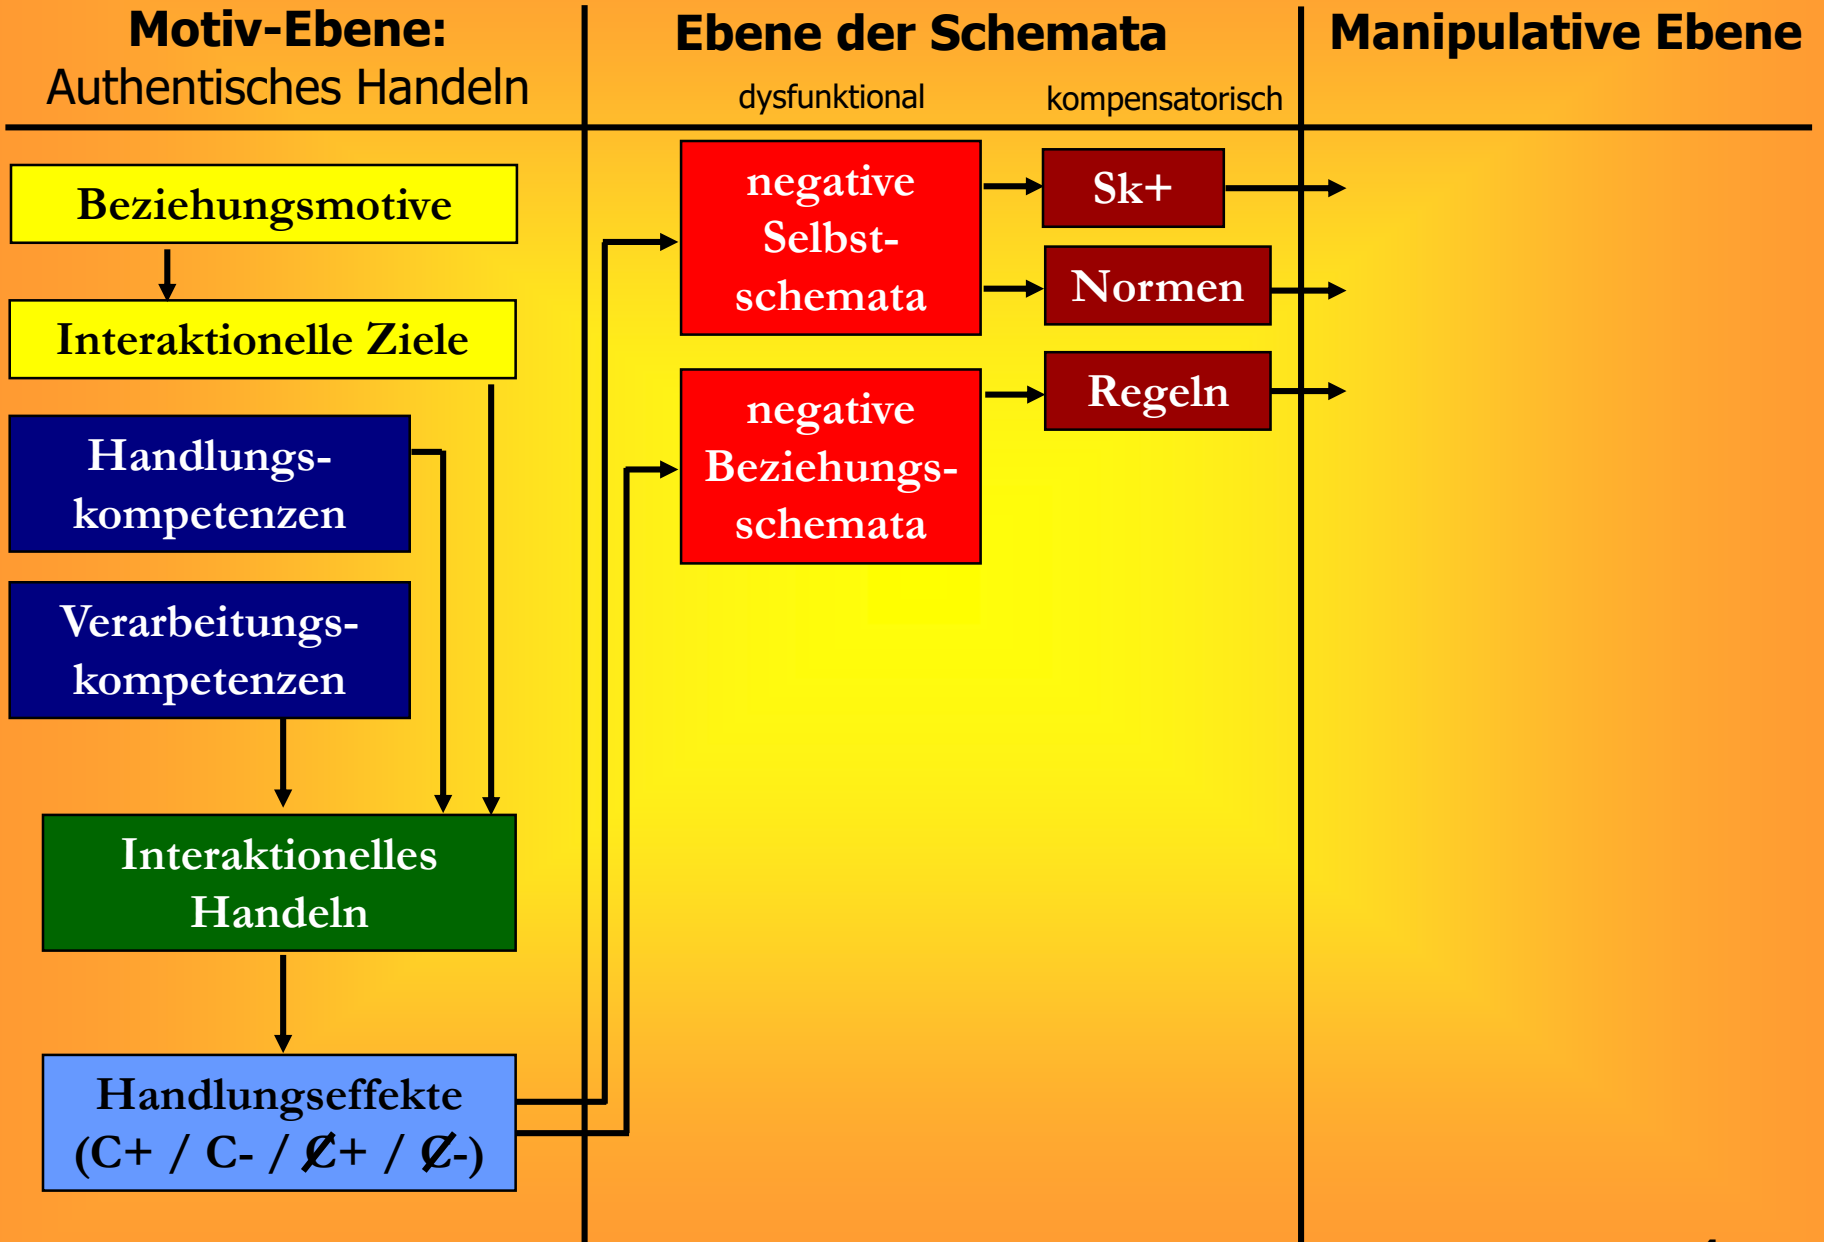 Motiv-Ebene:
Authentisches Handeln
Beziehungsmotive
Interaktionelle Ziele
Handlungs-
kompetenzen
Verarbeitungs-
kompetenzen
Interaktionelles
Handeln
Handlungseffekte
(C+ / C- / C̸+ / C̸-)
Ebene der Schemata
dysfunktional
kompensatorisch
negative
Selbst-
schemata
negative
Beziehungs-
schemata
Sk+
Normen
Regeln
Manipulative Ebene